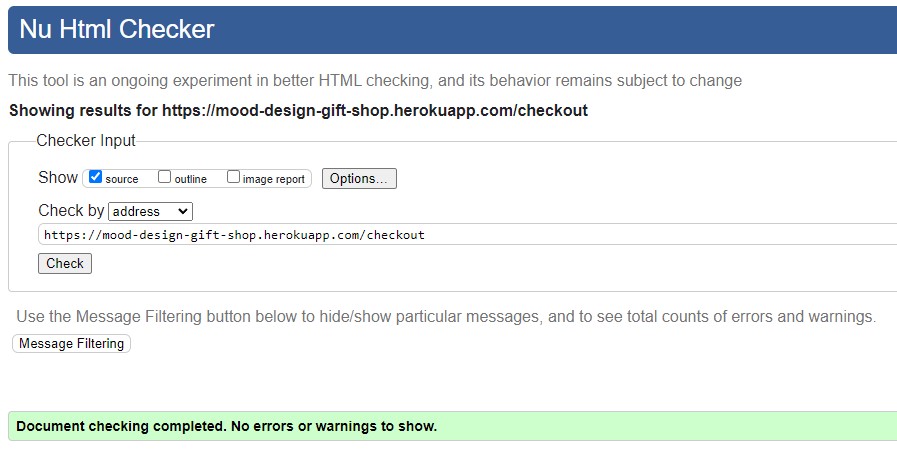 Nu Html Checker
This tool is an ongoing experiment in better HTML checking, and its behavior remains subject to change
Showing results for https://mood-design-gift-shop.herokuapp.com/checkout
Checker Input
Show source outline image report Options...
Check by address
https://mood-design-gift-shop.herokuapp.com/checkout
Check
Use the Message Filtering button below to hide/show particular messages, and to see total counts of errors and warnings.
Message Filtering
Document checking completed. No errors or warnings to show.